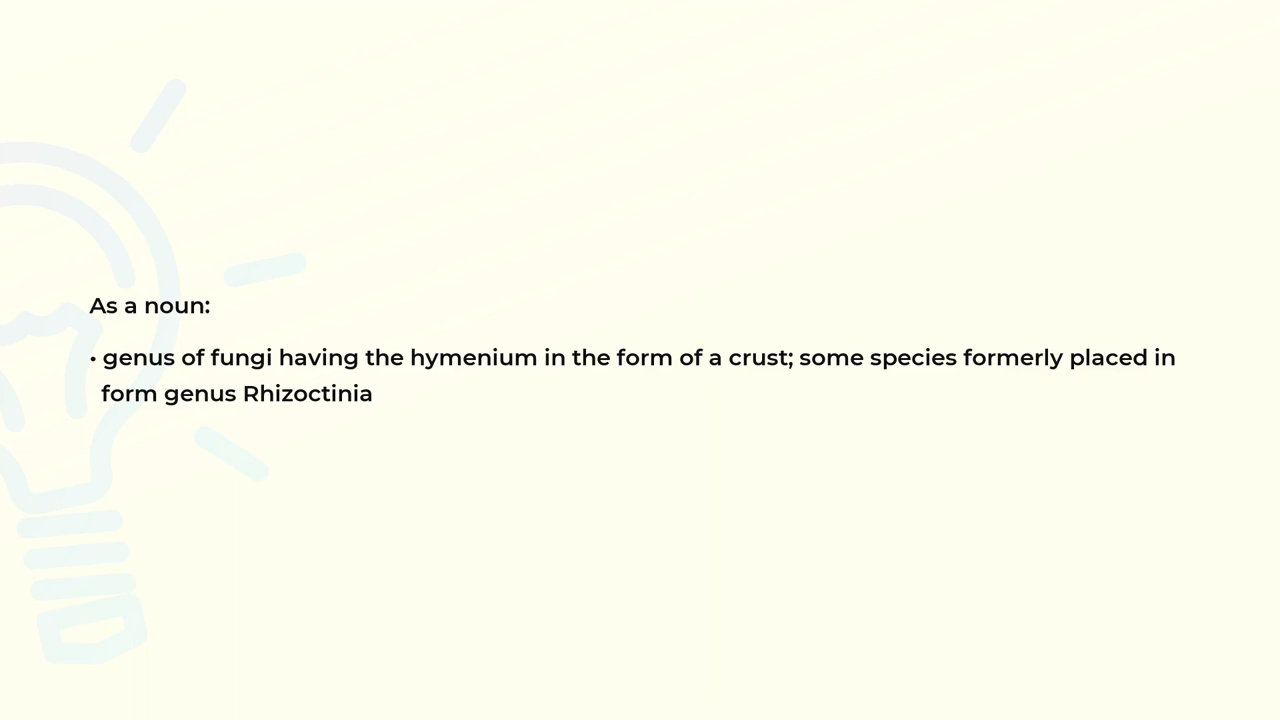 As a noun:
• genus of fungi having the hymenium in the form of a crust; some species formerly placed in
form genus Rhizoctinia